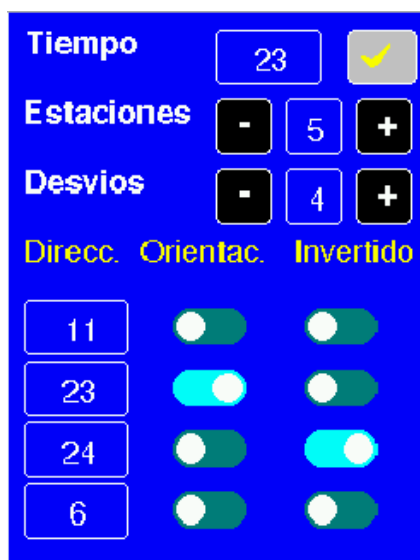 Tiempo 23
Estaciones - 5 +
Desvios - 4 +
Direcc. Orientac. Invertido
11
23
24
6